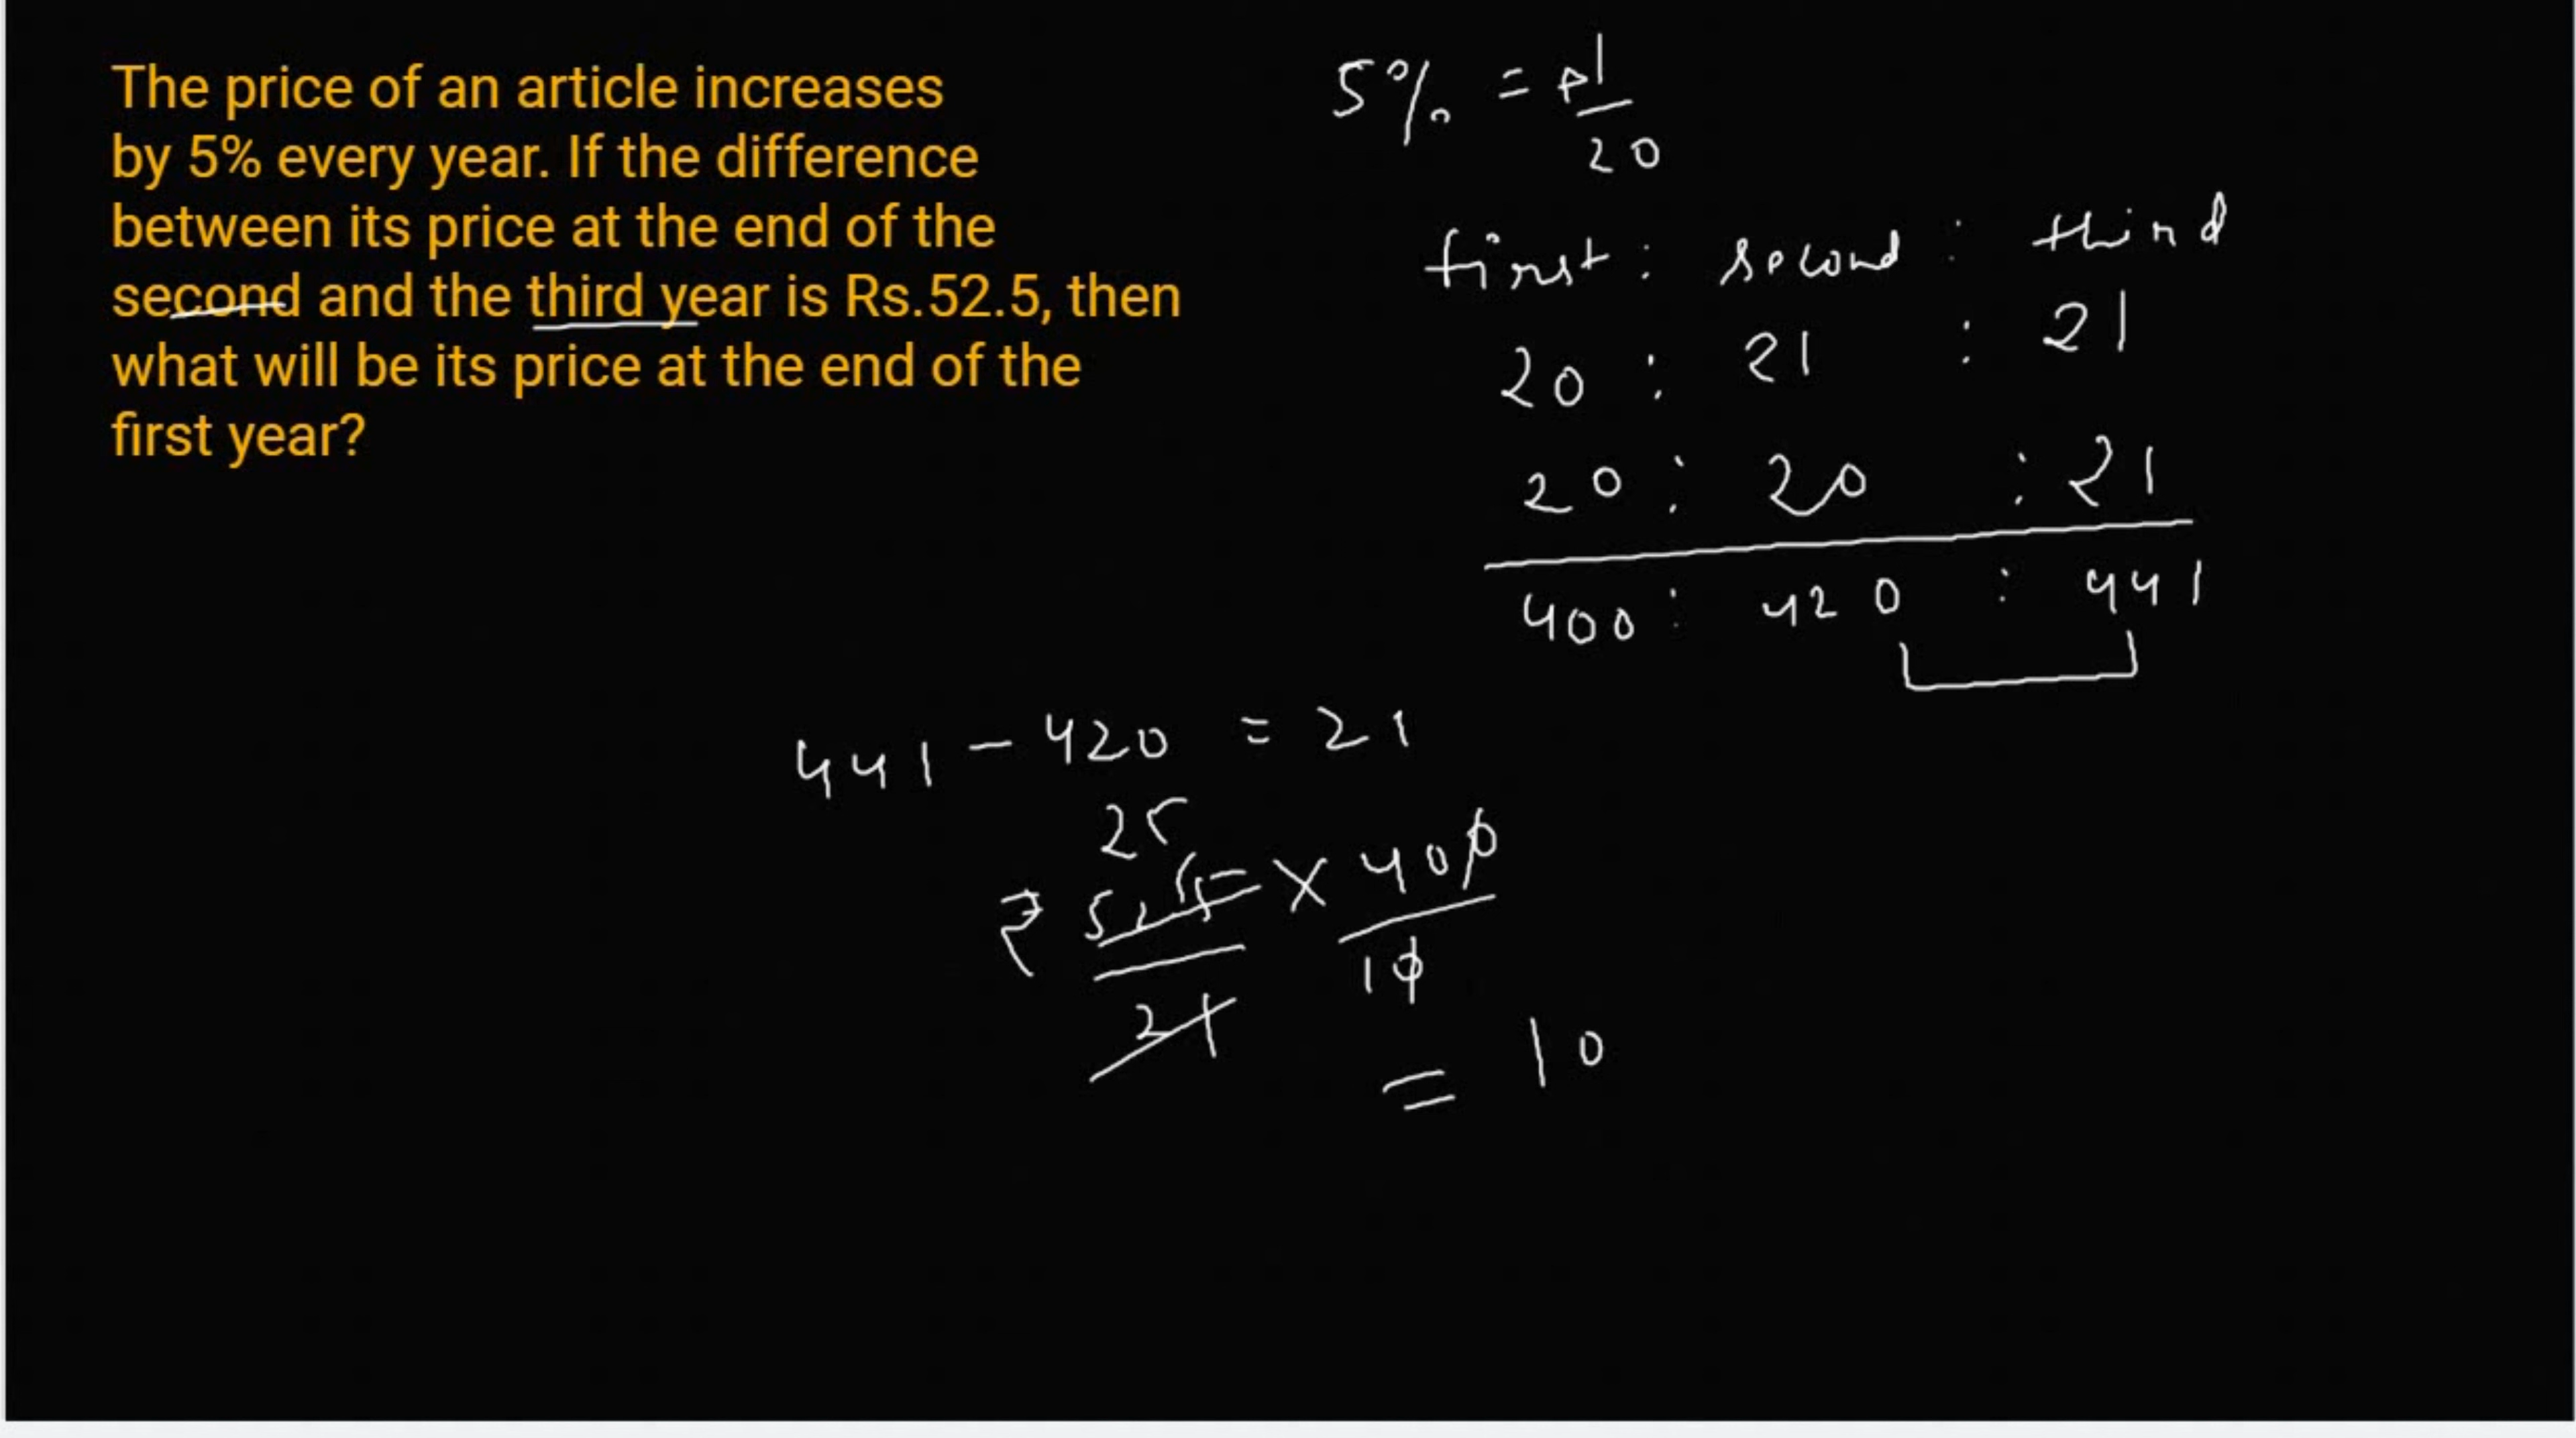 The price of an article increases
by 5% every year. If the difference
between its price at the end of the
second and the third year is Rs.52.5, then
what will be its price at the end of the
first year?
5% = +1/20
first : second : third
20 : 21 : 21
20 : 20 : 21
400 : 420 : 441
441 - 420 = 21
25
₹ 525/21 × 400/10
= 10